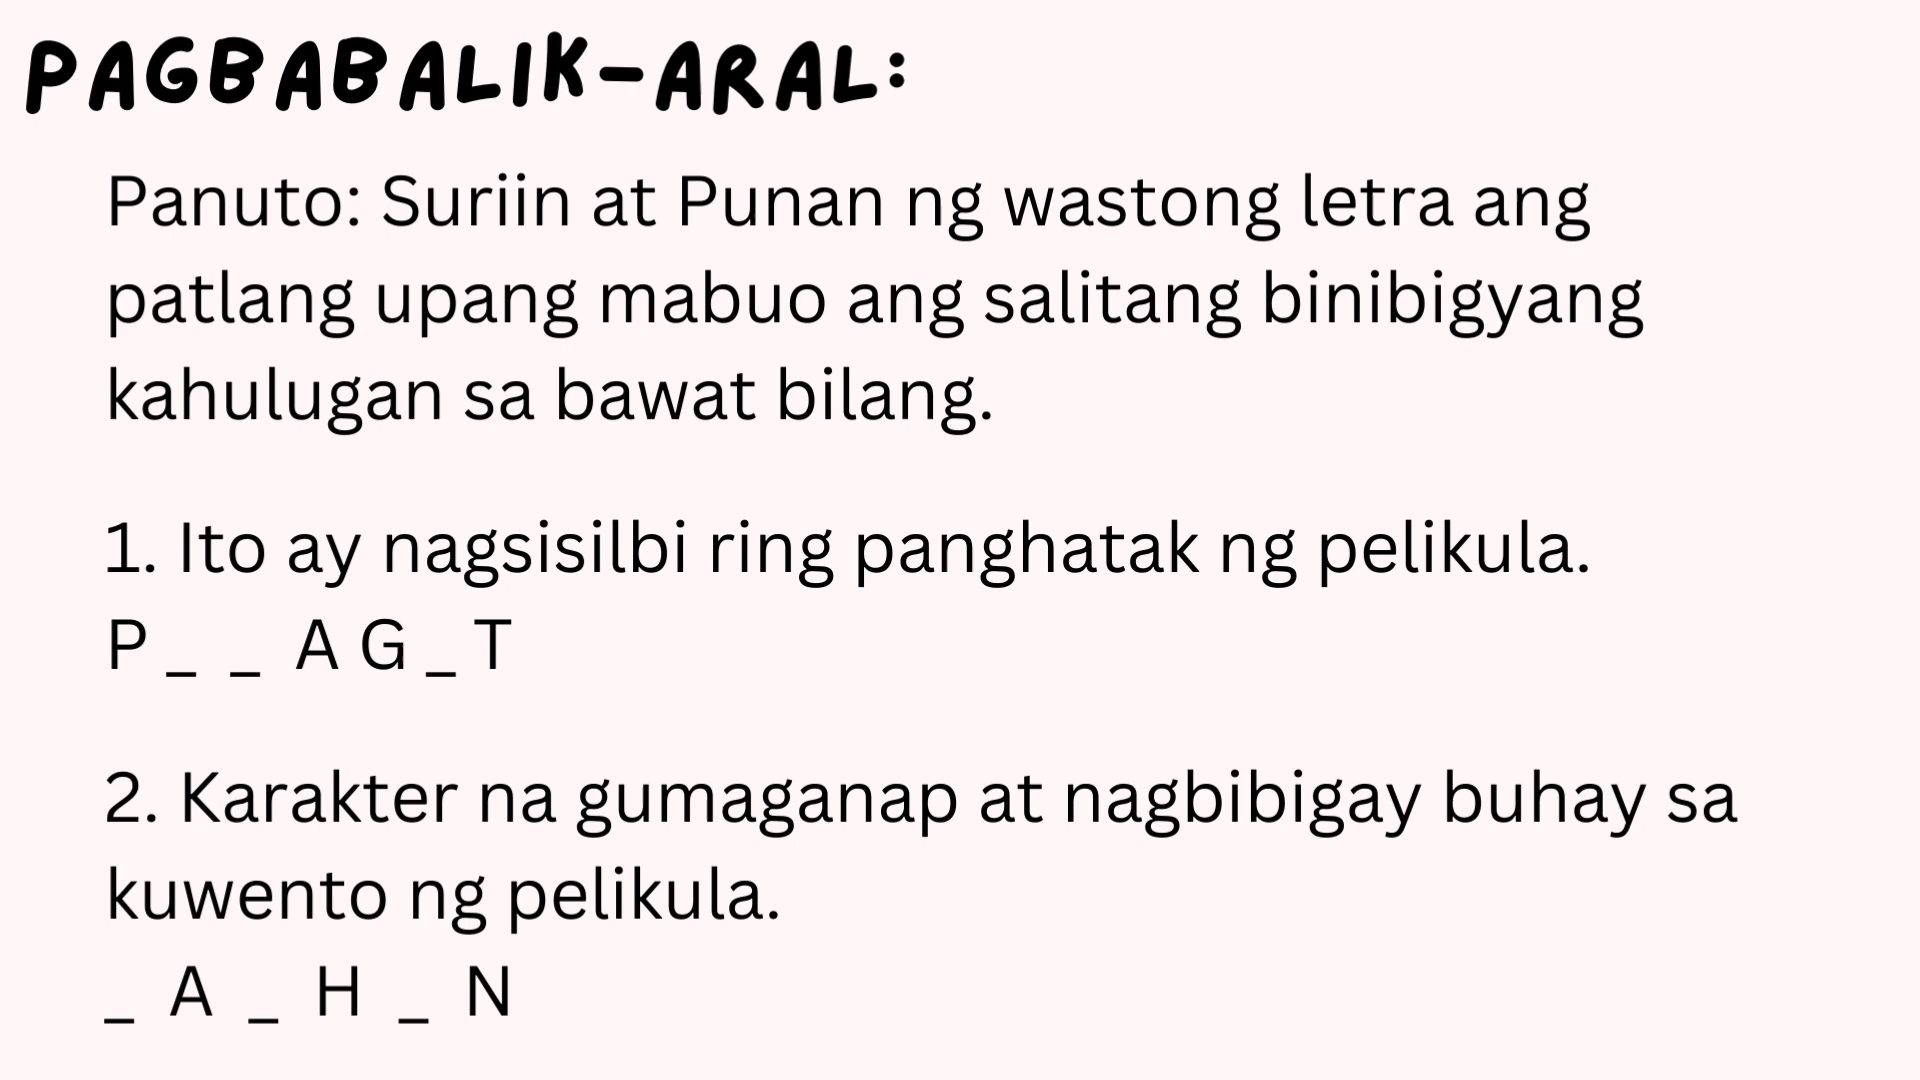 PAGBABALIK-ARAL:
Panuto: Suriin at Punan ng wastong letra ang
patlang upang mabuo ang salitang binibigyang
kahulugan sa bawat bilang.
1. Ito ay nagsisilbi ring panghatak ng pelikula.
P _ _ A G _ T
2. Karakter na gumaganap at nagbibigay buhay sa
kuwento ng pelikula.
_ A _ H _ N